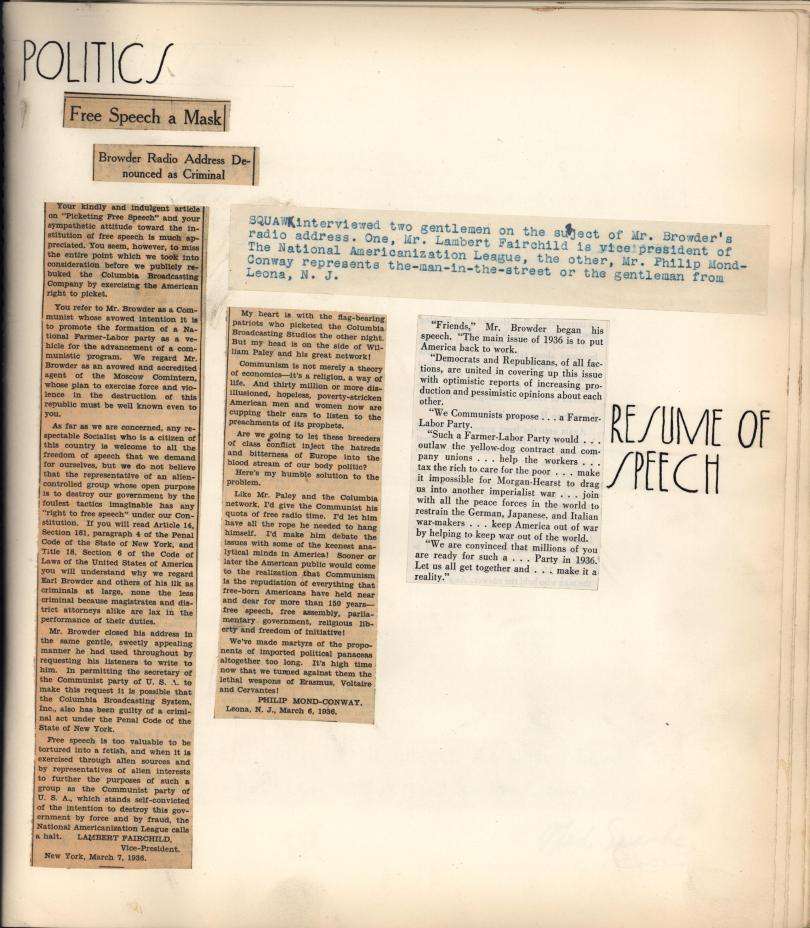 POLITICS
Free Speech a Mask
Browder Radio Address De-
nounced as Criminal
Your kindly and indulgent article
on "Picketing Free Speech" and your
sympathetic attitude toward the in-
stitution of free speech is much ap-
preciated. You seem, however, to miss
the entire point which we took into
consideration before we publicly re-
buked the Columbia Broadcasting
Company by exercising the American
right to picket.
You refer to Mr. Browder as a Com-
munist whose avowed intention it is
to promote the formation of a Na-
tional Farmer-Labor party as a ve-
hicle for the advancement of a com-
munistic program. We regard Mr.
Browder as an avowed and accredited
agent of the Moscow Comintern,
whose plan to exercise force and vio-
lence in the destruction of this
republic must be well known even to
you.
As far as we are concerned, any re-
spectable Socialist who is a citizen of
this country is welcome to all the
freedom of speech that we demand
for ourselves, but we do not believe
that the representative of an alien-
controlled group whose open purpose
is to destroy our government by the
foulest tactics imaginable has any
"right to free speech" under our Con-
stitution. If you will read Article 14,
Section 161, paragraph 4 of the Penal
Code of the State of New York, and
Title 18, Section 6 of the Code of
Laws of the United States of America
you will understand why we regard
Earl Browder and others of his ilk as
criminals at large, none the less
criminal because magistrates and dis-
trict attorneys alike are lax in the
performance of their duties.
Mr. Browder closed his address in
the same gentle, sweetly appealing
manner he had used throughout by
requesting his listeners to write to
him. In permitting the secretary of
the Communist party of U. S. A. to
make this request it is possible that
the Columbia Broadcasting System,
Inc., also has been guilty of a crimi-
nal act under the Penal Code of the
State of New York.
Free speech is too valuable to be
tortured into a fetish, and when it is
exercised through alien sources and
by representatives of alien interests
to further the purposes of such a
group as the Communist party of
U. S. A., which stands self-convicted
of the intention to destroy this gov-
ernment by force and by fraud, the
National Americanization League calls
a halt. LAMBERT FAIRCHILD,
Vice-President.
New York, March 7, 1936.
SQUAWK interviewed two gentlemen on the subject of Mr. Browder's
radio address. One, Mr. Lambert Fairchild is vice president of
The National Americanization League, the other, Mr. Philip Mond-
Conway represents the-man-in-the-street or the gentleman from
Leona, N. J.
My heart is with the flag-bearing
patriots who picketed the Columbia
Broadcasting Studios the other night.
But my head is on the side of Wil-
liam Paley and his great network!
Communism is not merely a theory
of economics—it's a religion, a way of
life. And thirty million or more dis-
illusioned, hopeless, poverty-stricken
American men and women now are
cupping their ears to listen to the
preachments of its prophets.
Are we going to let these breeders
of class conflict inject the hatreds
and bitterness of Europe into the
blood stream of our body politic?
Here's my humble solution to the
problem.
Like Mr. Paley and the Columbia
network, I'd give the Communist his
quota of free radio time. I'd let him
have all the rope he needed to hang
himself. I'd make him debate the
issues with some of the keenest ana-
lytical minds in America! Sooner or
later the American public would come
to the realization that Communism
is the repudiation of everything that
free-born Americans have held near
and dear for more than 150 years—
free speech, free assembly, parlia-
mentary government, religious lib-
erty and freedom of initiative!
We've made martyrs of the propo-
nents of imported political panaceas
altogether too long. It's high time
now that we turned against them the
lethal weapons of Erasmus, Voltaire
and Cervantes!
PHILIP MOND-CONWAY.
Leona, N. J., March 6, 1936.
"Friends," Mr. Browder began his
speech. "The main issue of 1936 is to put
America back to work.
"Democrats and Republicans, of all fac-
tions, are united in covering up this issue
with optimistic reports of increasing pro-
duction and pessimistic opinions about each
other.
"We Communists propose . . . a Farmer-
Labor Party.
"Such a Farmer-Labor Party would . . .
outlaw the yellow-dog contract and com-
pany unions . . . help the workers . . .
tax the rich to care for the poor . . . make
it impossible for Morgan-Hearst to drag
us into another imperialist war . . . join
with all the peace forces in the world to
restrain the German, Japanese, and Italian
war-makers . . . keep America out of war
by helping to keep war out of the world.
"We are convinced that millions of you
are ready for such a . . . Party in 1936.
Let us all get together and . . . make it a
reality."
RESUME OF
SPEECH